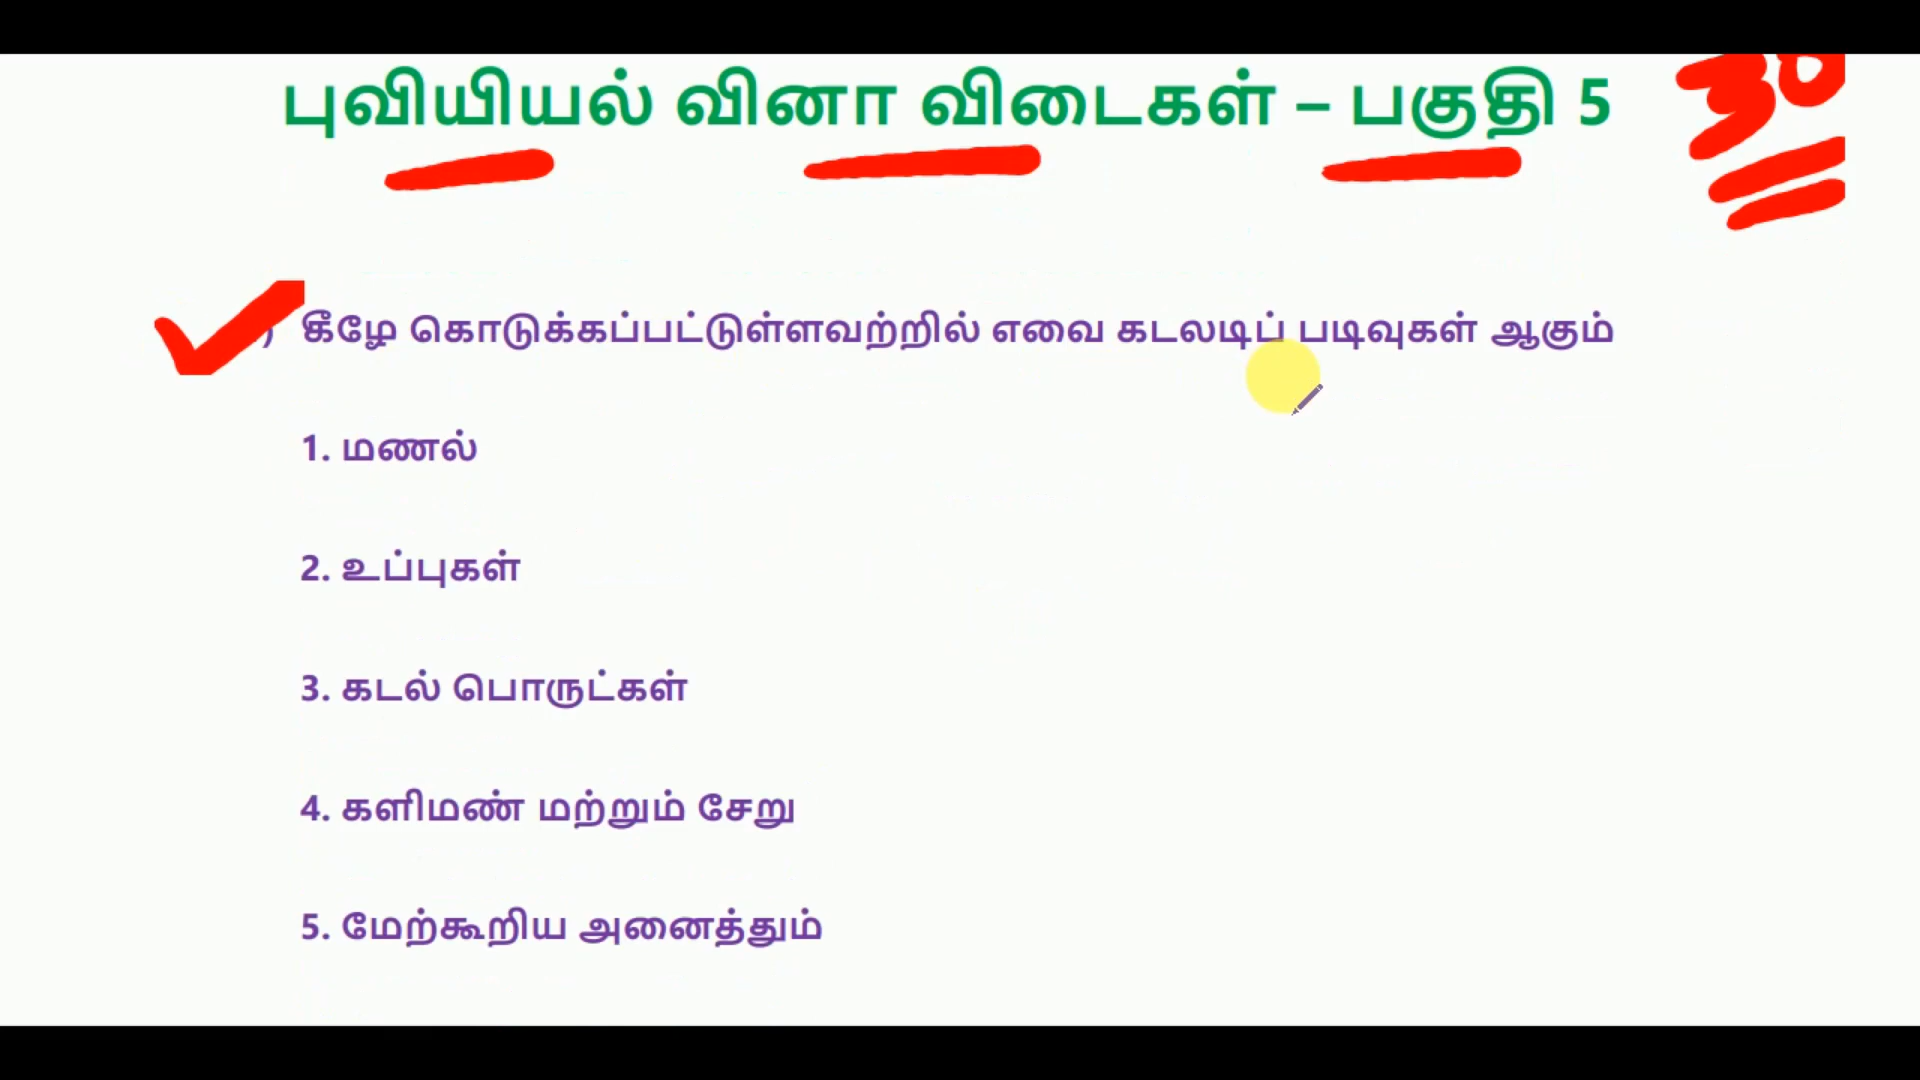 புவியியல் வினா விடைகள் – பகுதி 5
30
) கீழே கொடுக்கப்பட்டுள்ளவற்றில் எவை கடலடிப் படிவுகள் ஆகும்
1. மணல்
2. உப்புகள்
3. கடல் பொருட்கள்
4. களிமண் மற்றும் சேறு
5. மேற்கூறிய அனைத்தும்